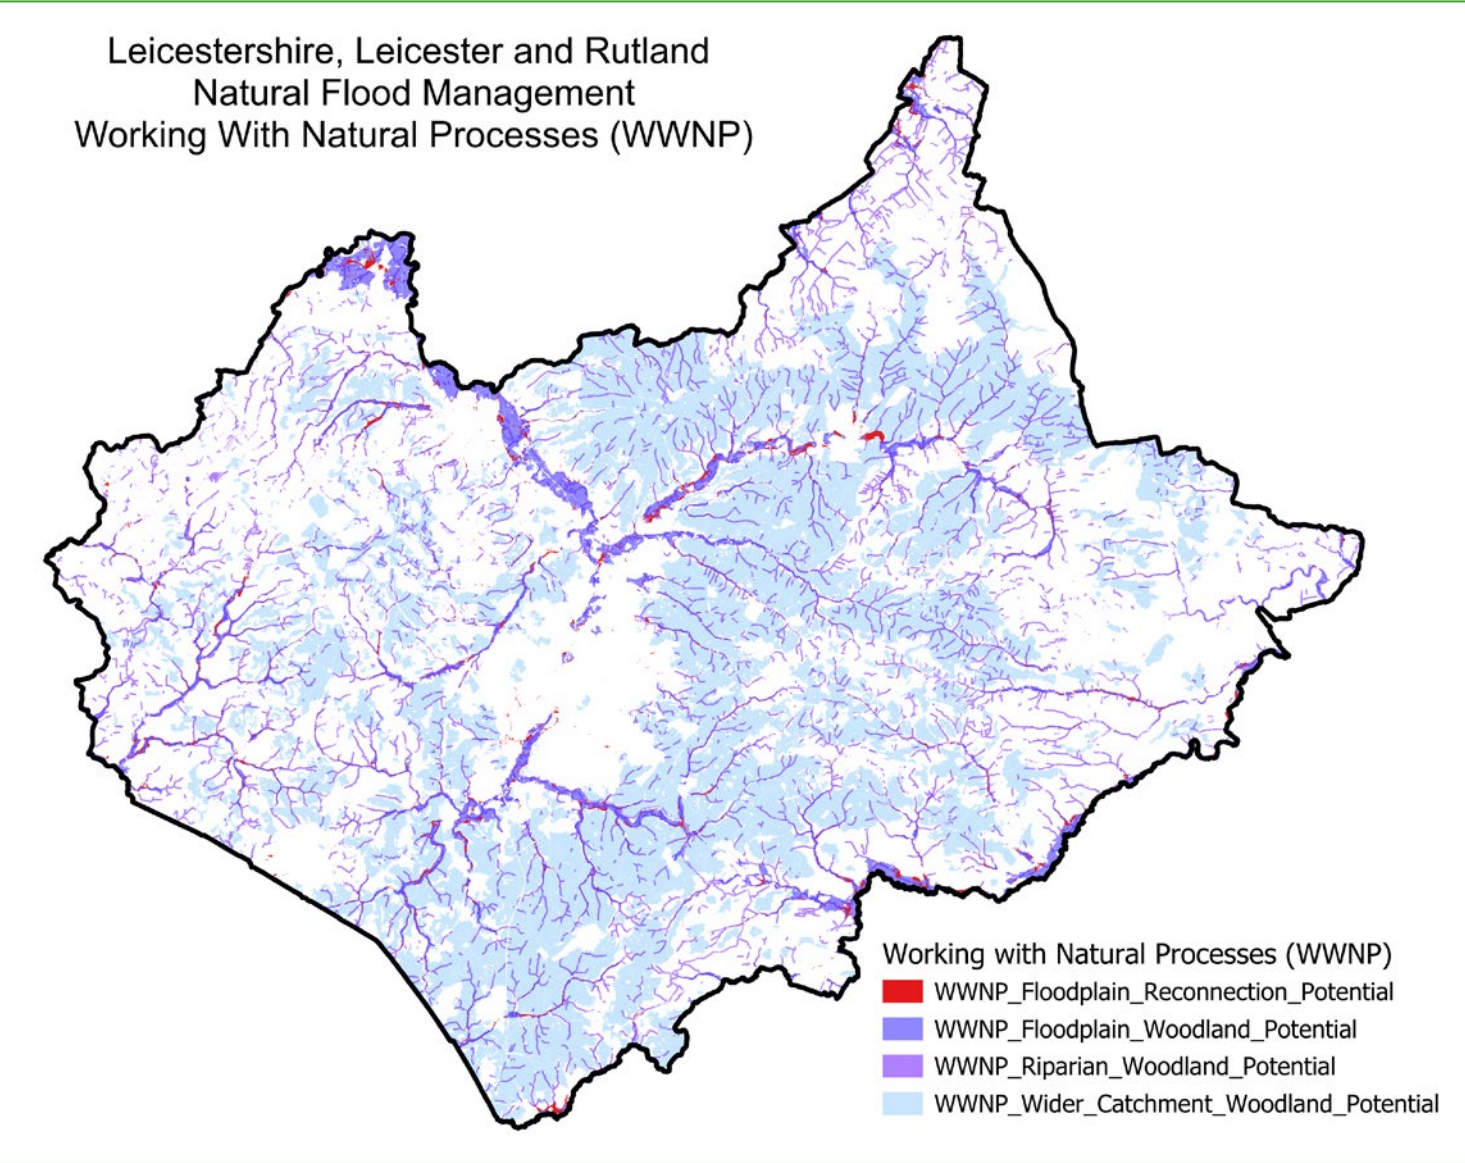 Leicestershire, Leicester and Rutland
Natural Flood Management
Working With Natural Processes (WWNP)
Working with Natural Processes (WWNP)
WWNP_Floodplain_Reconnection_Potential
WWNP_Floodplain_Woodland_Potential
WWNP_Riparian_Woodland_Potential
WWNP_Wider_Catchment_Woodland_Potential